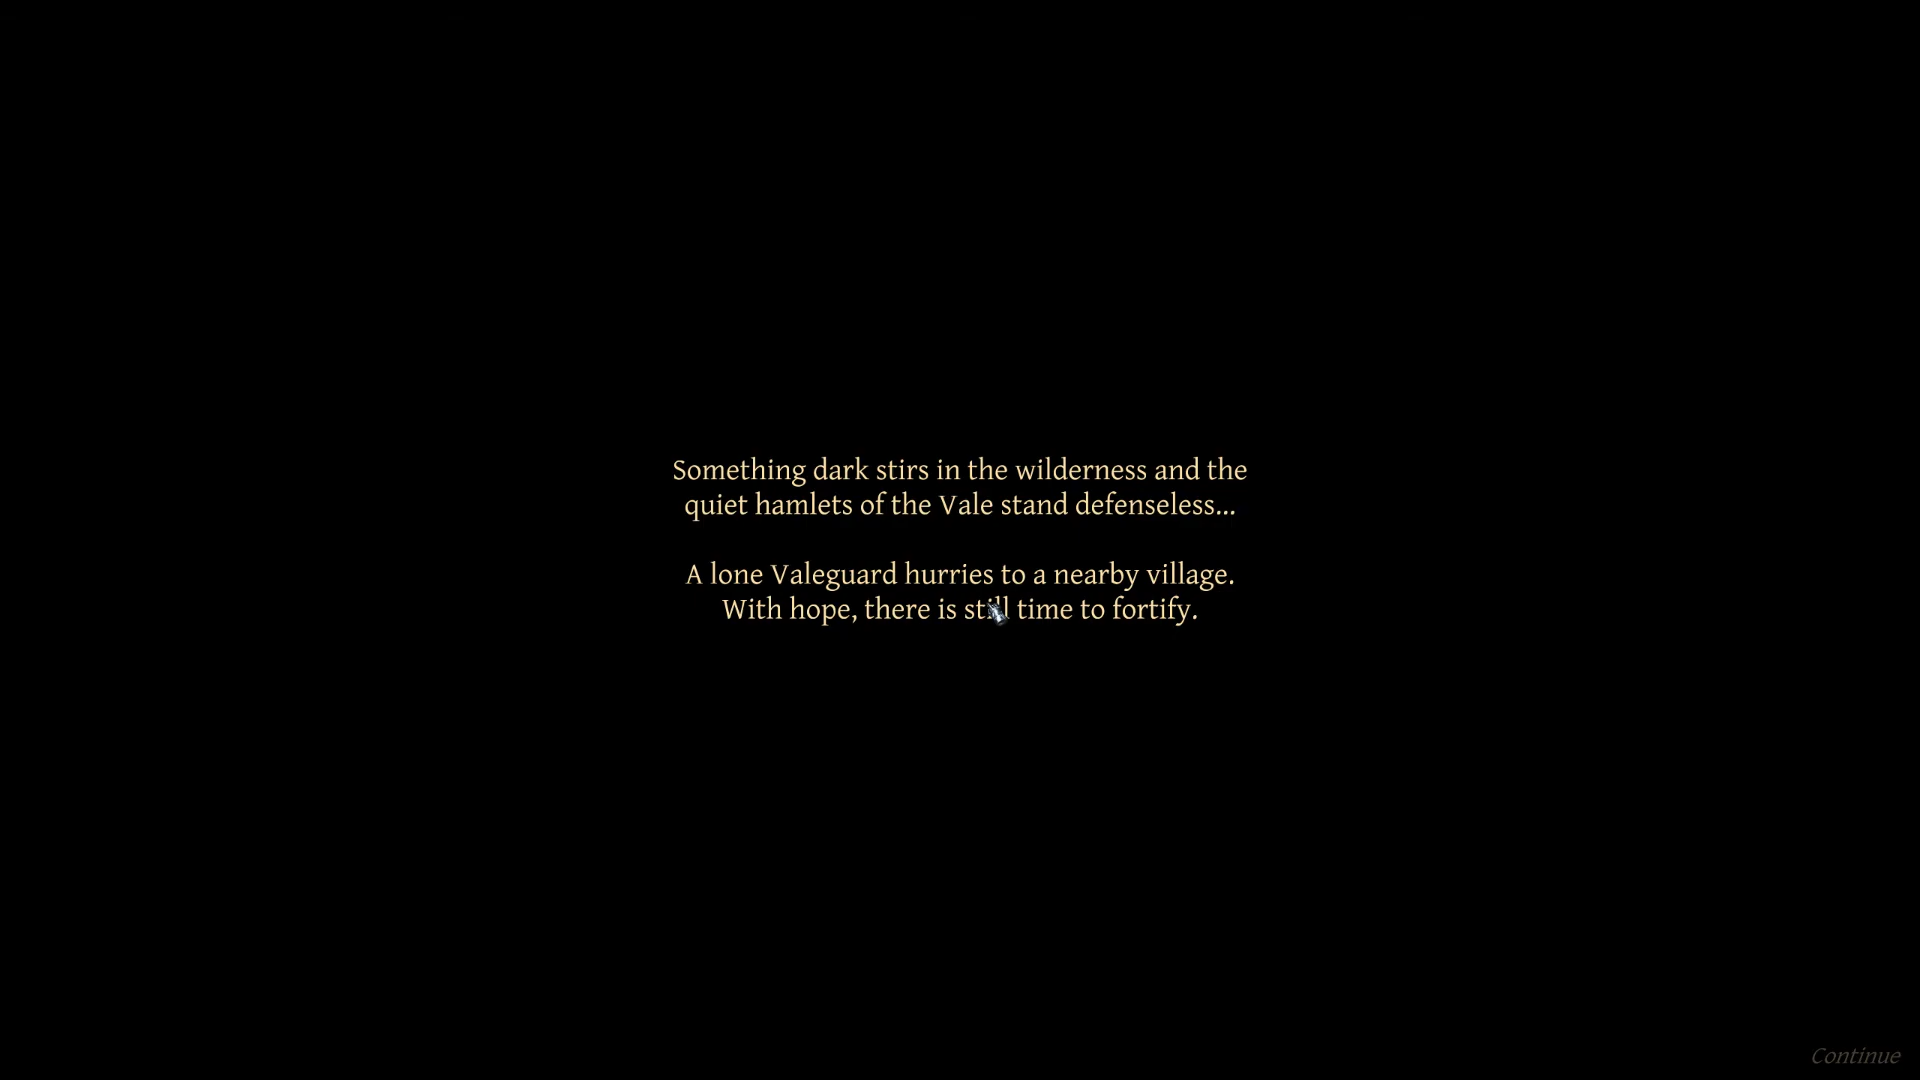 Something dark stirs in the wilderness and the
quiet hamlets of the Vale stand defenseless...
A lone Valeguard hurries to a nearby village.
With hope, there is still time to fortify.
Continue